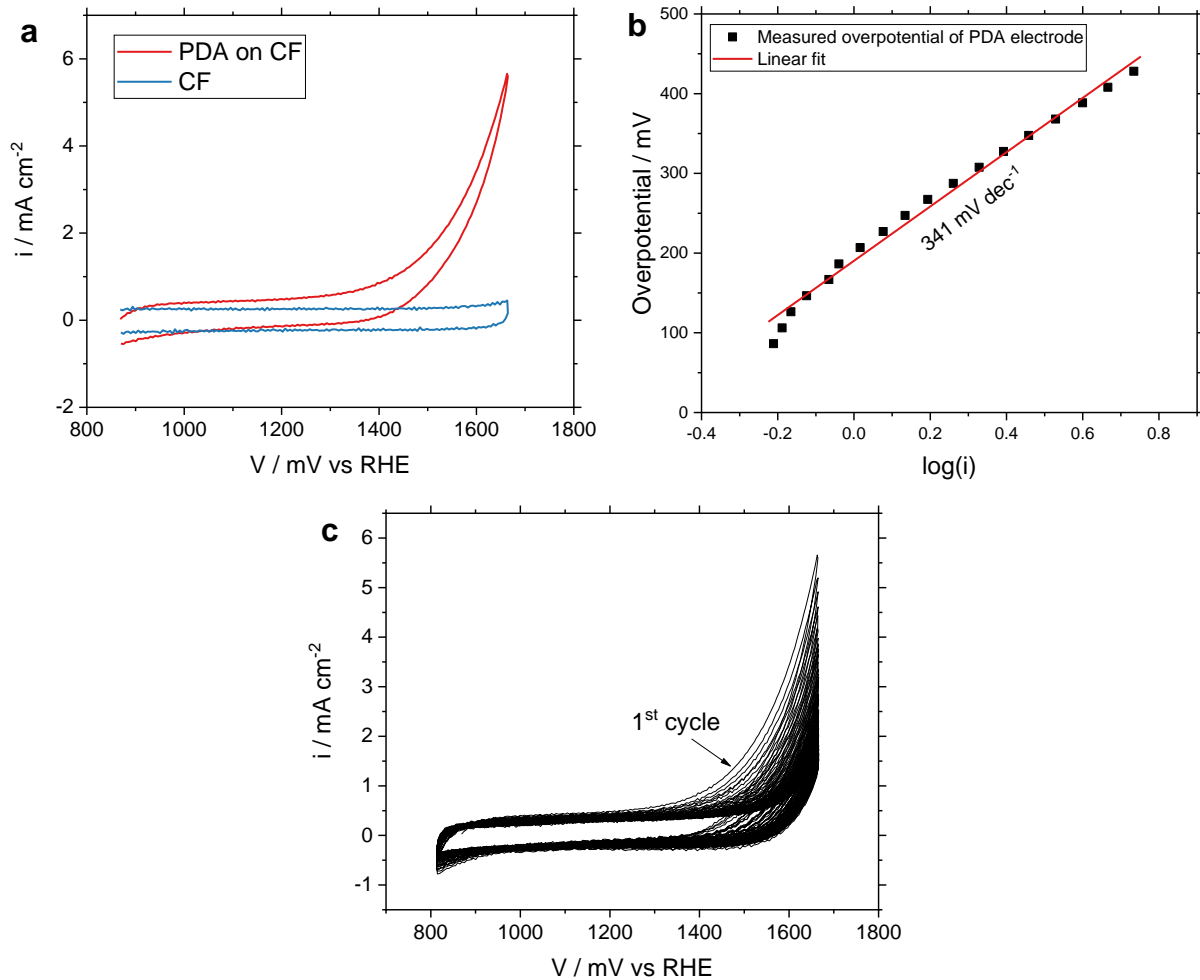 a
PDA on CF
CF
6
4
2
0
-2
i / mA cm-2
800 1000 1200 1400 1600 1800
V / mV vs RHE
b
Measured overpotential of PDA electrode
Linear fit
500
400
300
200
100
0
Overpotential / mV
341 mV dec-1
-0.4 -0.2 0.0 0.2 0.4 0.6 0.8
log(i)
c
6
5
4
3
2
1
0
-1
i / mA cm-2
1st cycle
800 1000 1200 1400 1600 1800
V / mV vs RHE